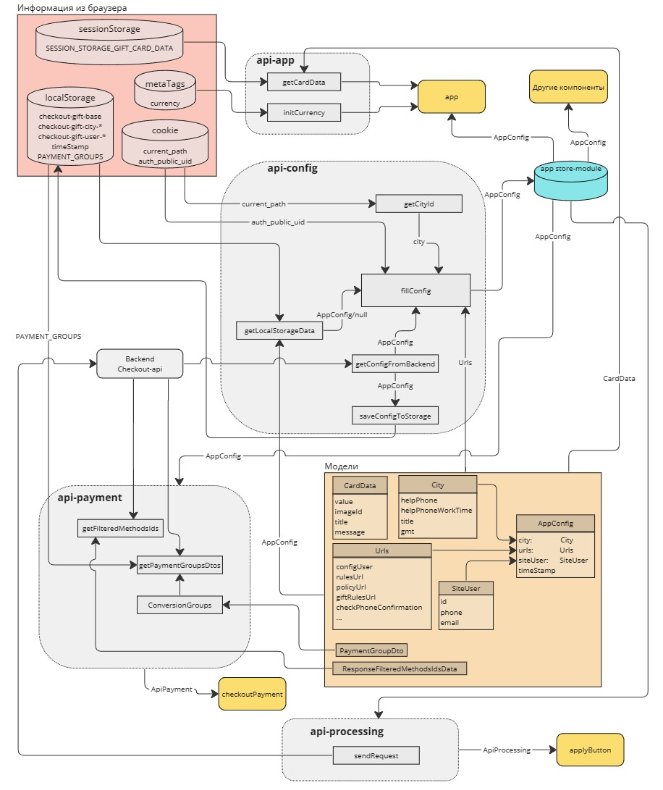 Информация из браузера
sessionStorage
SESSION_STORAGE_GIFT_CARD_DATA
metaTags
currency
localStorage
checkout-gift-base
checkout-gift-city-*
checkout-gift-user-*
timeStamp
PAYMENT_GROUPS
cookie
current_path
auth_public_uid
api-app
getCardData
initCurrency
app
Другие компоненты
AppConfig
AppConfig
app store-module
AppConfig
AppConfig
api-config
current_path
getCityId
auth_public_uid
city
fillConfig
AppConfig/null
getLocalStorageData
AppConfig
getConfigFromBackend
AppConfig
saveConfigToStorage
Urls
CardData
PAYMENT_GROUPS
Backend
Checkout-api
AppConfig
api-payment
getFilteredMethodsIds
getPaymentGroupsDtos
ConversionGroups
AppConfig
Модели
CardData
value
imageId
title
message
City
helpPhone
helpPhoneWorkTime
title
gmt
AppConfig
city: City
urls: Urls
siteUser: SiteUser
timeStamp
Urls
configUser
rulesUrl
policyUrl
giftRulesUrl
checkPhoneConfirmation
...
SiteUser
id
phone
email
PaymentGroupDto
ResponseFilteredMethodsIdsData
ApiPayment
checkoutPayment
api-processing
sendRequest
ApiProcessing
applyButton